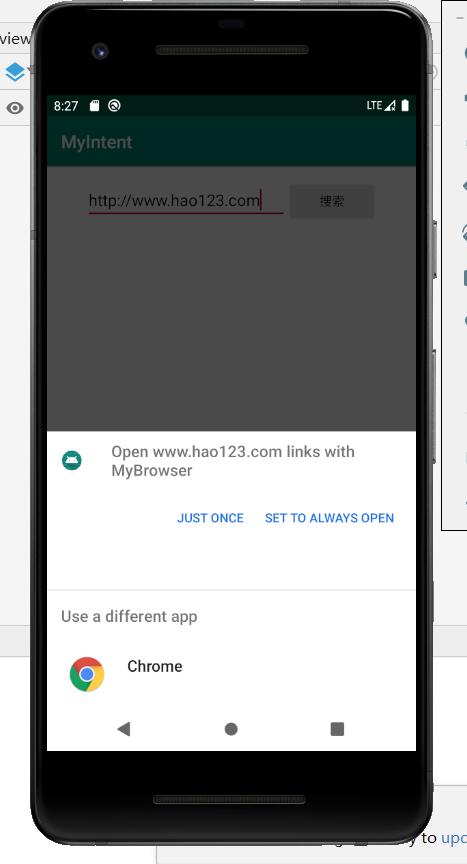 view
8:27
LTE
MyIntent
http://www.hao123.com
搜索
Open www.hao123.com links with
MyBrowser
JUST ONCE
SET TO ALWAYS OPEN
Use a different app
Chrome
to upd